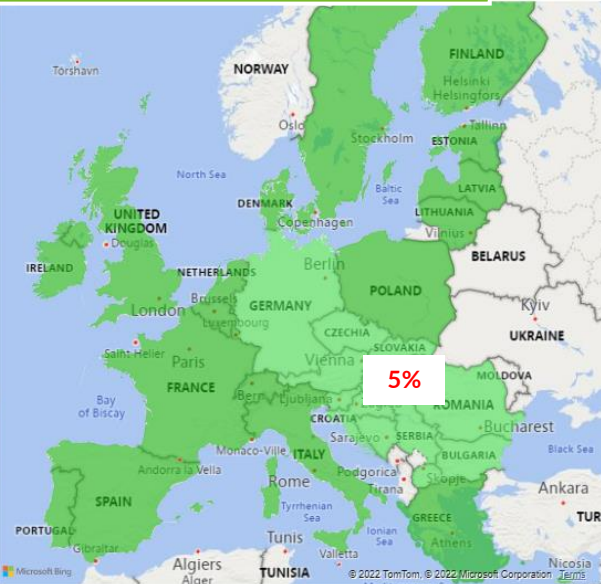 FINLAND
Tórshavn
NORWAY
Helsinki
Helsingfors
Oslo
Tallinn
Stockholm
ESTONIA
North Sea
Baltic
Sea
LATVIA
DENMARK
Copenhagen
LITHUANIA
UNITED
KINGDOM
Vilnius
Douglas
BELARUS
IRELAND
NETHERLANDS
Berlin
POLAND
London
Brussels
GERMANY
Kyiv
Luxembourg
CZECHIA
UKRAINE
SLOVAKIA
Saint Helier
Paris
Vienna
5%
MOLDOVA
FRANCE
Bern
Ljubljana
ROMANIA
Bay
of Biscay
CROATIA
Bucharest
Sarajevo
SERBIA
Monaco-Ville
ITALY
BULGARIA
Black Sea
Andorra la Vella
Podgorica
Skopje
Rome
Tirana
Ankara
SPAIN
Tyrrhenian
Sea
GREECE
TUR
PORTUGAL
Ionian
Sea
Athens
Gibraltar
Tunis
Valletta
Algiers
Alger
TUNISIA
Nicosia
Microsoft Bing
© 2022 TomTom, © 2022 Microsoft Corporation Terms